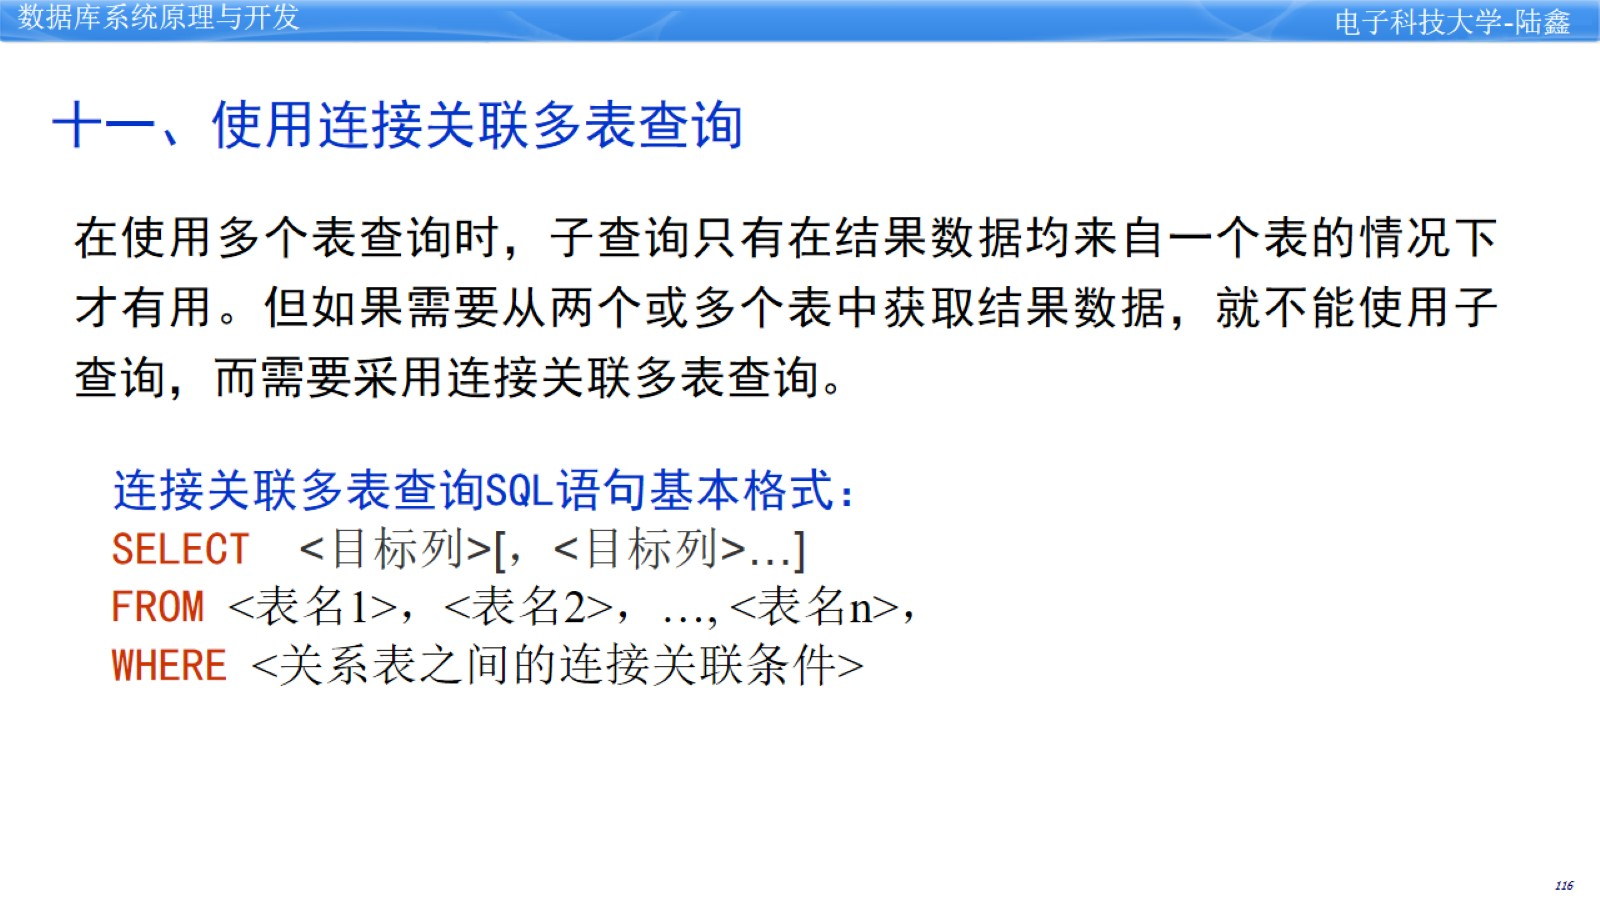 数据库系统原理与开发
电子科技大学-陆鑫
十一、使用连接关联多表查询
在使用多个表查询时，子查询只有在结果数据均来自一个表的情况下
才有用。但如果需要从两个或多个表中获取结果数据，就不能使用子
查询，而需要采用连接关联多表查询。
连接关联多表查询SQL语句基本格式：
SELECT <目标列>[，<目标列>…]
FROM <表名1>，<表名2>，…, <表名n>，
WHERE <关系表之间的连接关联条件>
116